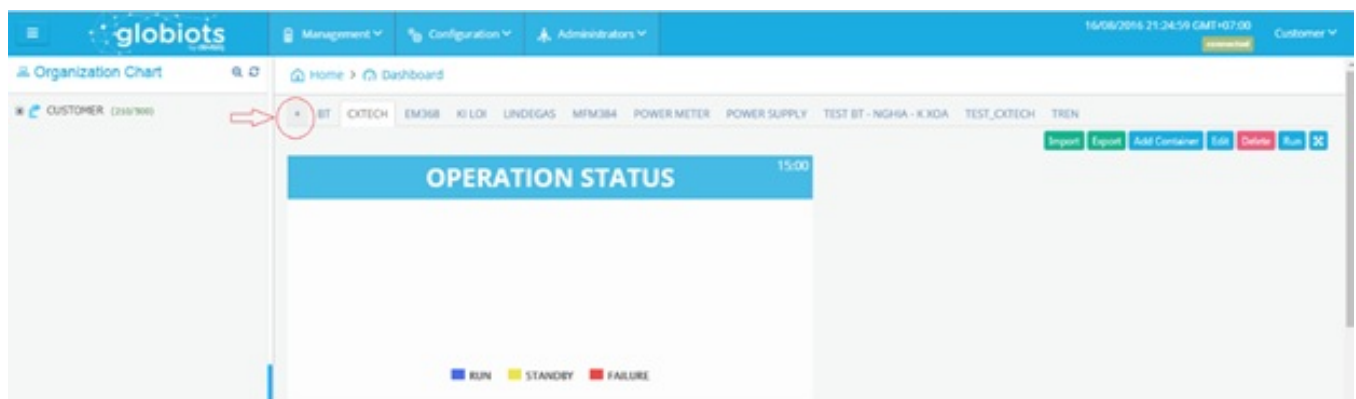 globiots
Management Configuration Administrators
16/08/2016 21:24:59 GMT+07:00
connected
Customer
Organization Chart
Home > Dashboard
CUSTOMER (210/900)
+ BT CXTECH EM368 KI LOI LINDEGAS MFM384 POWER METER POWER SUPPLY TEST BT - NGHIA - K.XOA TEST_CXTECH TREN
Import Export Add Container Edit Delete Run
OPERATION STATUS
15:00
RUN STANDBY FAILURE